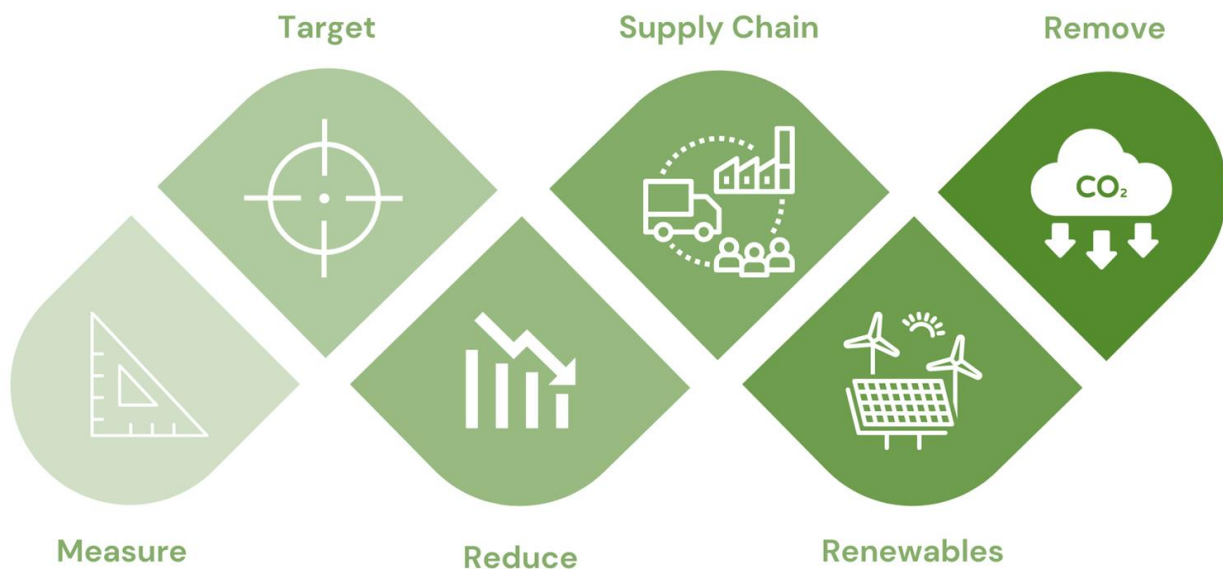 Target
Supply Chain
Remove
CO₂
Measure
Reduce
Renewables